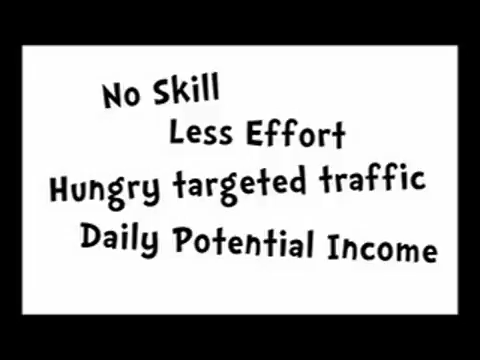 No Skill
Less Effort
Hungry targeted traffic
Daily Potential Income